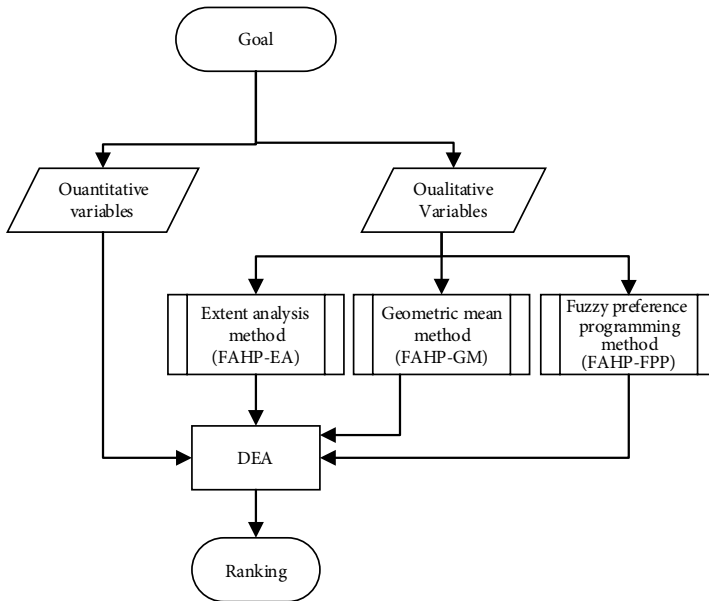 Goal
Ouantitative
variables
Oualitative
Variables
Extent analysis
method
(FAHP-EA)
Geometric mean
method
(FAHP-GM)
Fuzzy preference
programming
method
(FAHP-FPP)
DEA
Ranking